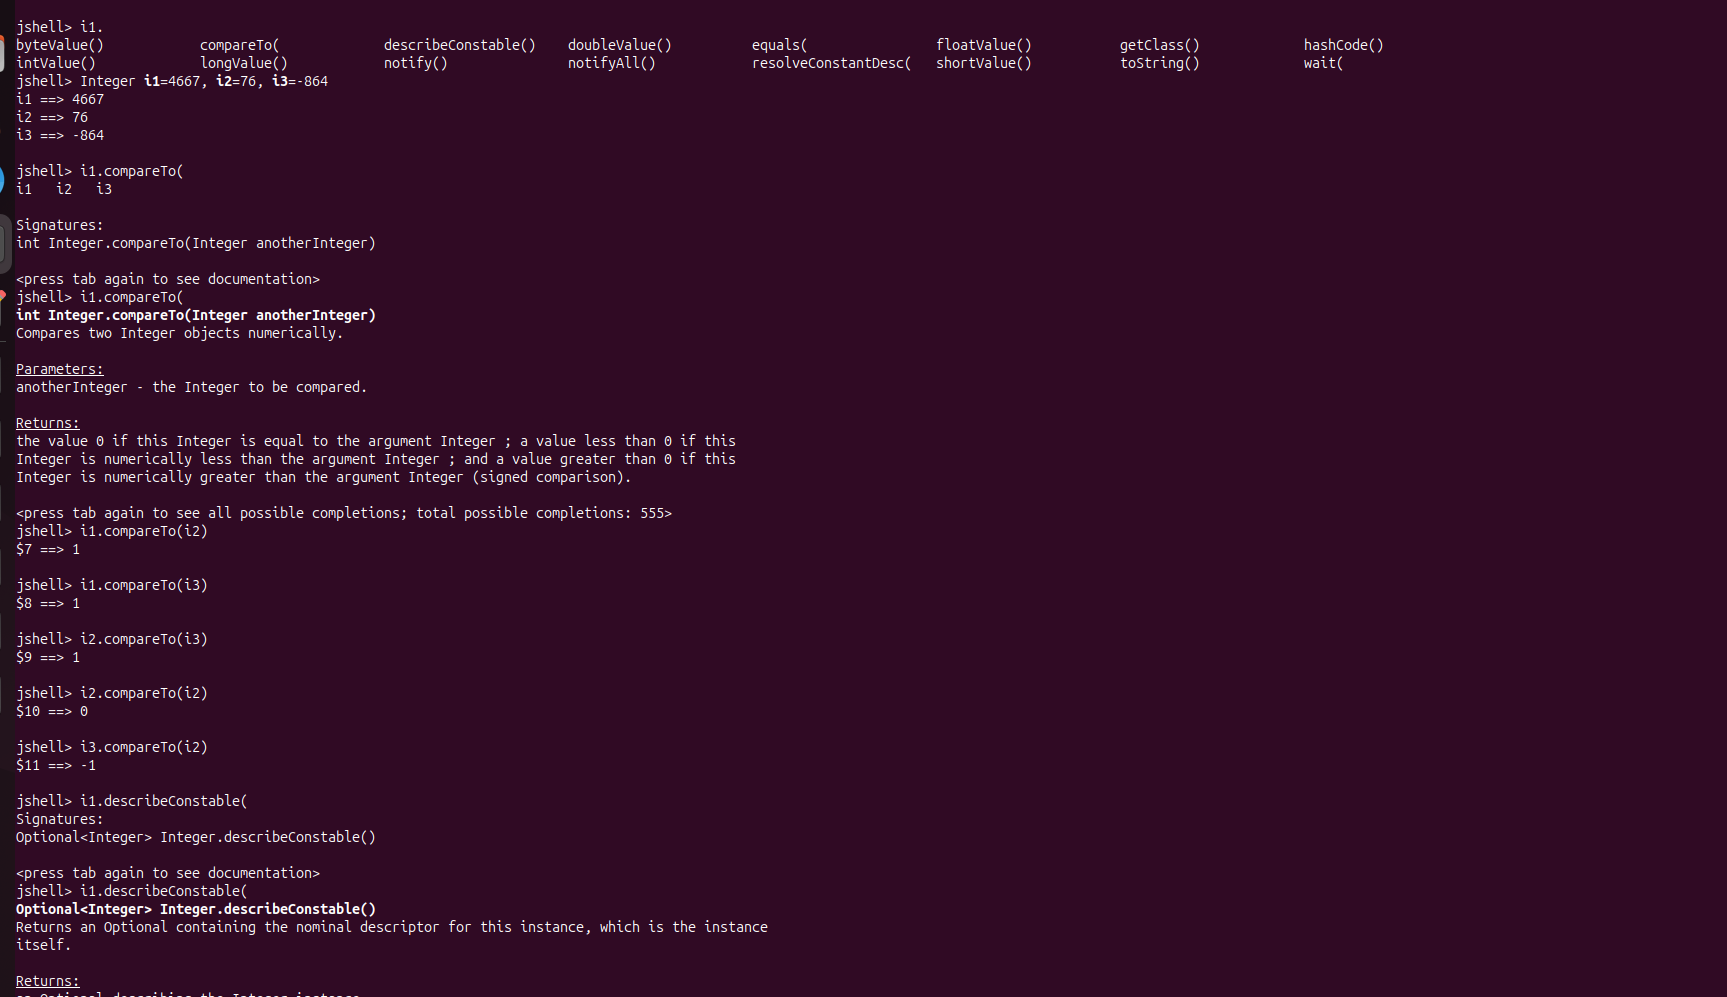 jshell> i1.
byteValue() compareTo( describeConstable() doubleValue() equals( floatValue() getClass() hashCode()
intValue() longValue() notify() notifyAll() resolveConstantDesc( shortValue() toString() wait(
jshell> Integer i1=4667, i2=76, i3=-864
i1 ==> 4667
i2 ==> 76
i3 ==> -864
jshell> i1.compareTo(
i1 i2 i3
Signatures:
int Integer.compareTo(Integer anotherInteger)
<press tab again to see documentation>
jshell> i1.compareTo(
int Integer.compareTo(Integer anotherInteger)
Compares two Integer objects numerically.
Parameters:
anotherInteger - the Integer to be compared.
Returns:
the value 0 if this Integer is equal to the argument Integer ; a value less than 0 if this
Integer is numerically less than the argument Integer ; and a value greater than 0 if this
Integer is numerically greater than the argument Integer (signed comparison).
<press tab again to see all possible completions; total possible completions: 555>
jshell> i1.compareTo(i2)
$7 ==> 1
jshell> i1.compareTo(i3)
$8 ==> 1
jshell> i2.compareTo(i3)
$9 ==> 1
jshell> i2.compareTo(i2)
$10 ==> 0
jshell> i3.compareTo(i2)
$11 ==> -1
jshell> i1.describeConstable(
Signatures:
Optional<Integer> Integer.describeConstable()
<press tab again to see documentation>
jshell> i1.describeConstable(
Optional<Integer> Integer.describeConstable()
Returns an Optional containing the nominal descriptor for this instance, which is the instance
itself.
Returns:
an Optional describing the Integer instance